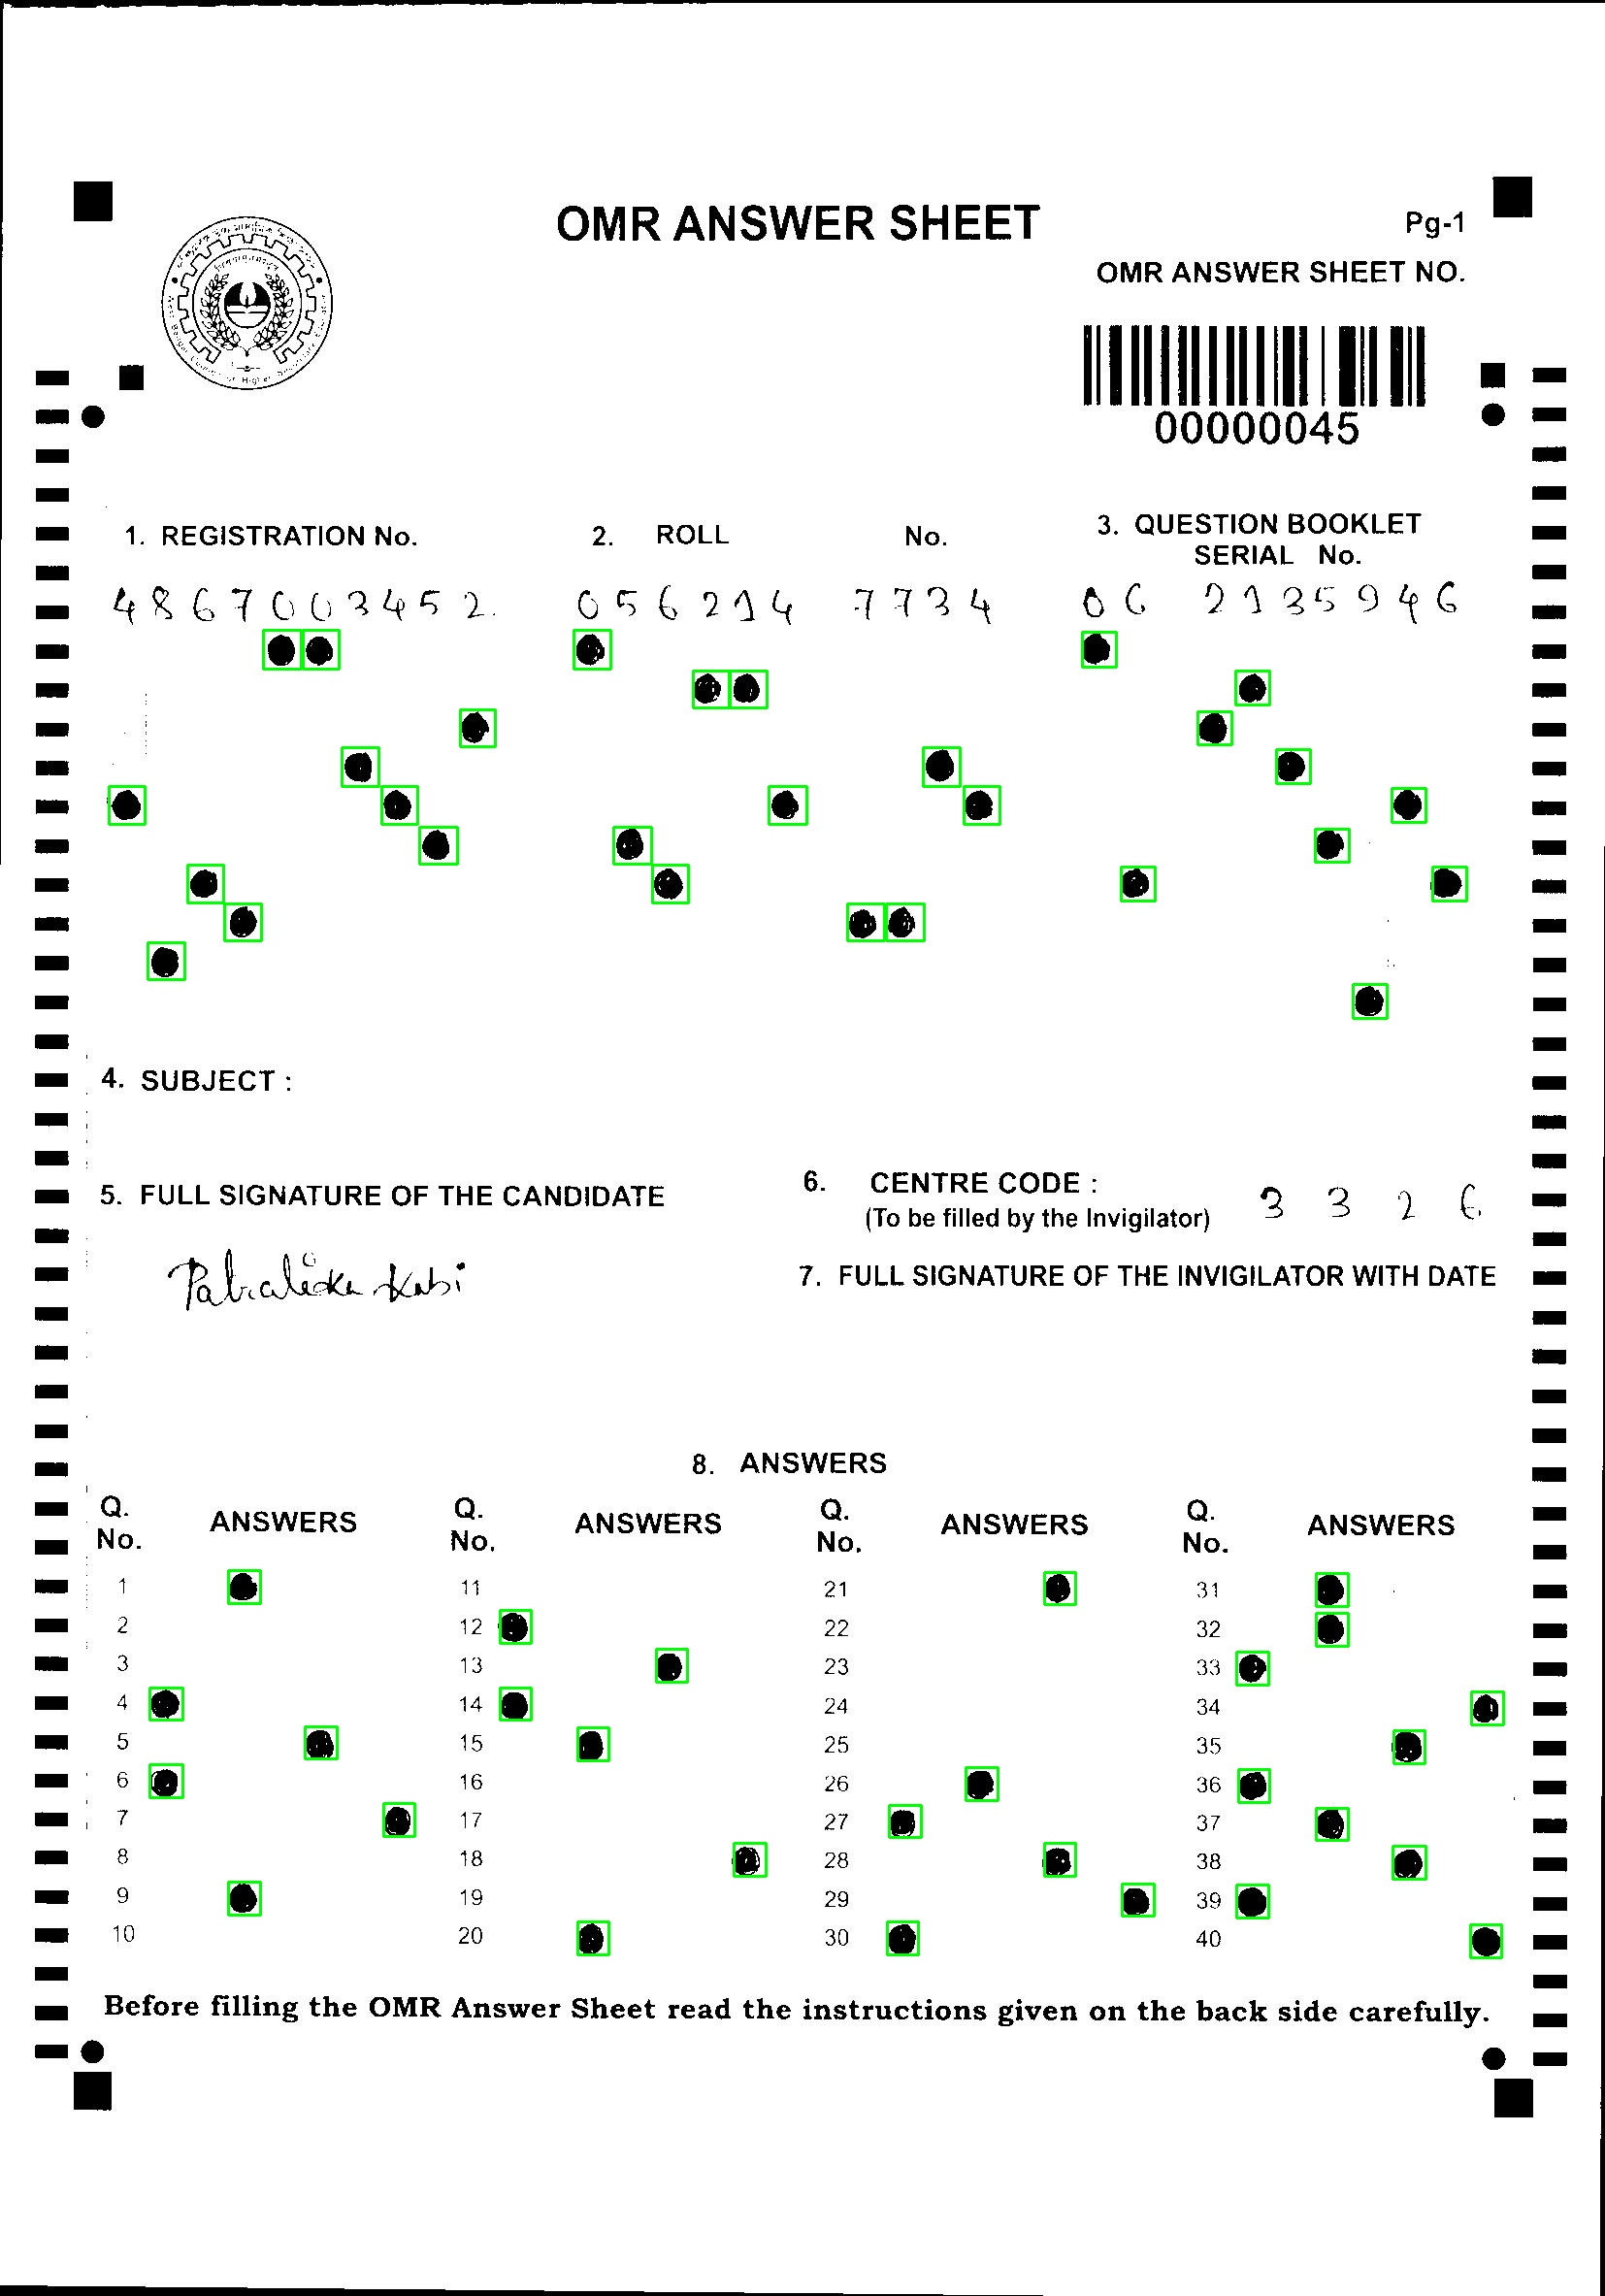 OMR ANSWER SHEET
Pg-1
OMR ANSWER SHEET NO.
00000045
1. REGISTRATION No.
2. ROLL No.
3. QUESTION BOOKLET
SERIAL No.
4867003452
056214 7734
06 2135946
4. SUBJECT :
5. FULL SIGNATURE OF THE CANDIDATE
6. CENTRE CODE :
(To be filled by the Invigilator)
3 3 2 6
7. FULL SIGNATURE OF THE INVIGILATOR WITH DATE
8. ANSWERS
Q. No. ANSWERS Q. No. ANSWERS Q. No. ANSWERS Q. No. ANSWERS
1 11 21 31
2 12 22 32
3 13 23 33
4 14 24 34
5 15 25 35
6 16 26 36
7 17 27 37
8 18 28 38
9 19 29 39
10 20 30 40
Before filling the OMR Answer Sheet read the instructions given on the back side carefully.